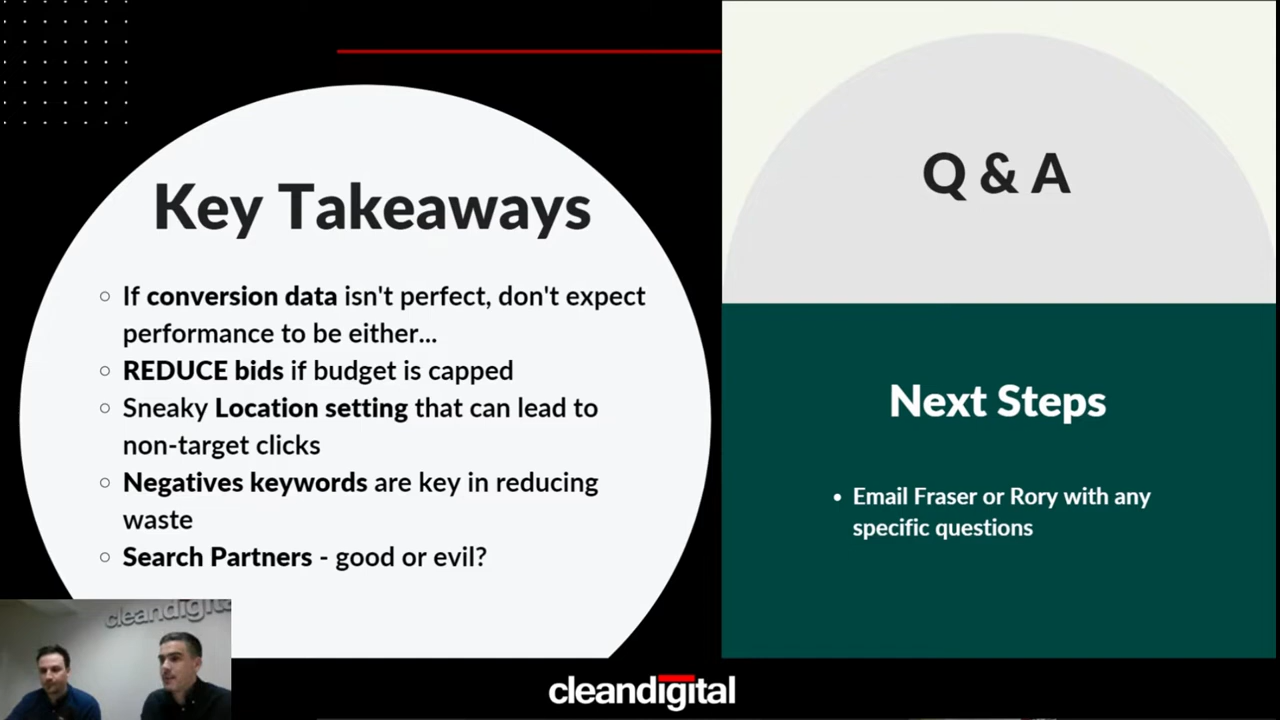 Key Takeaways
If conversion data isn't perfect, don't expect
performance to be either...
REDUCE bids if budget is capped
Sneaky Location setting that can lead to
non-target clicks
Negatives keywords are key in reducing
waste
Search Partners - good or evil?
Q & A
Next Steps
Email Fraser or Rory with any
specific questions
cleandigital
cleandigital